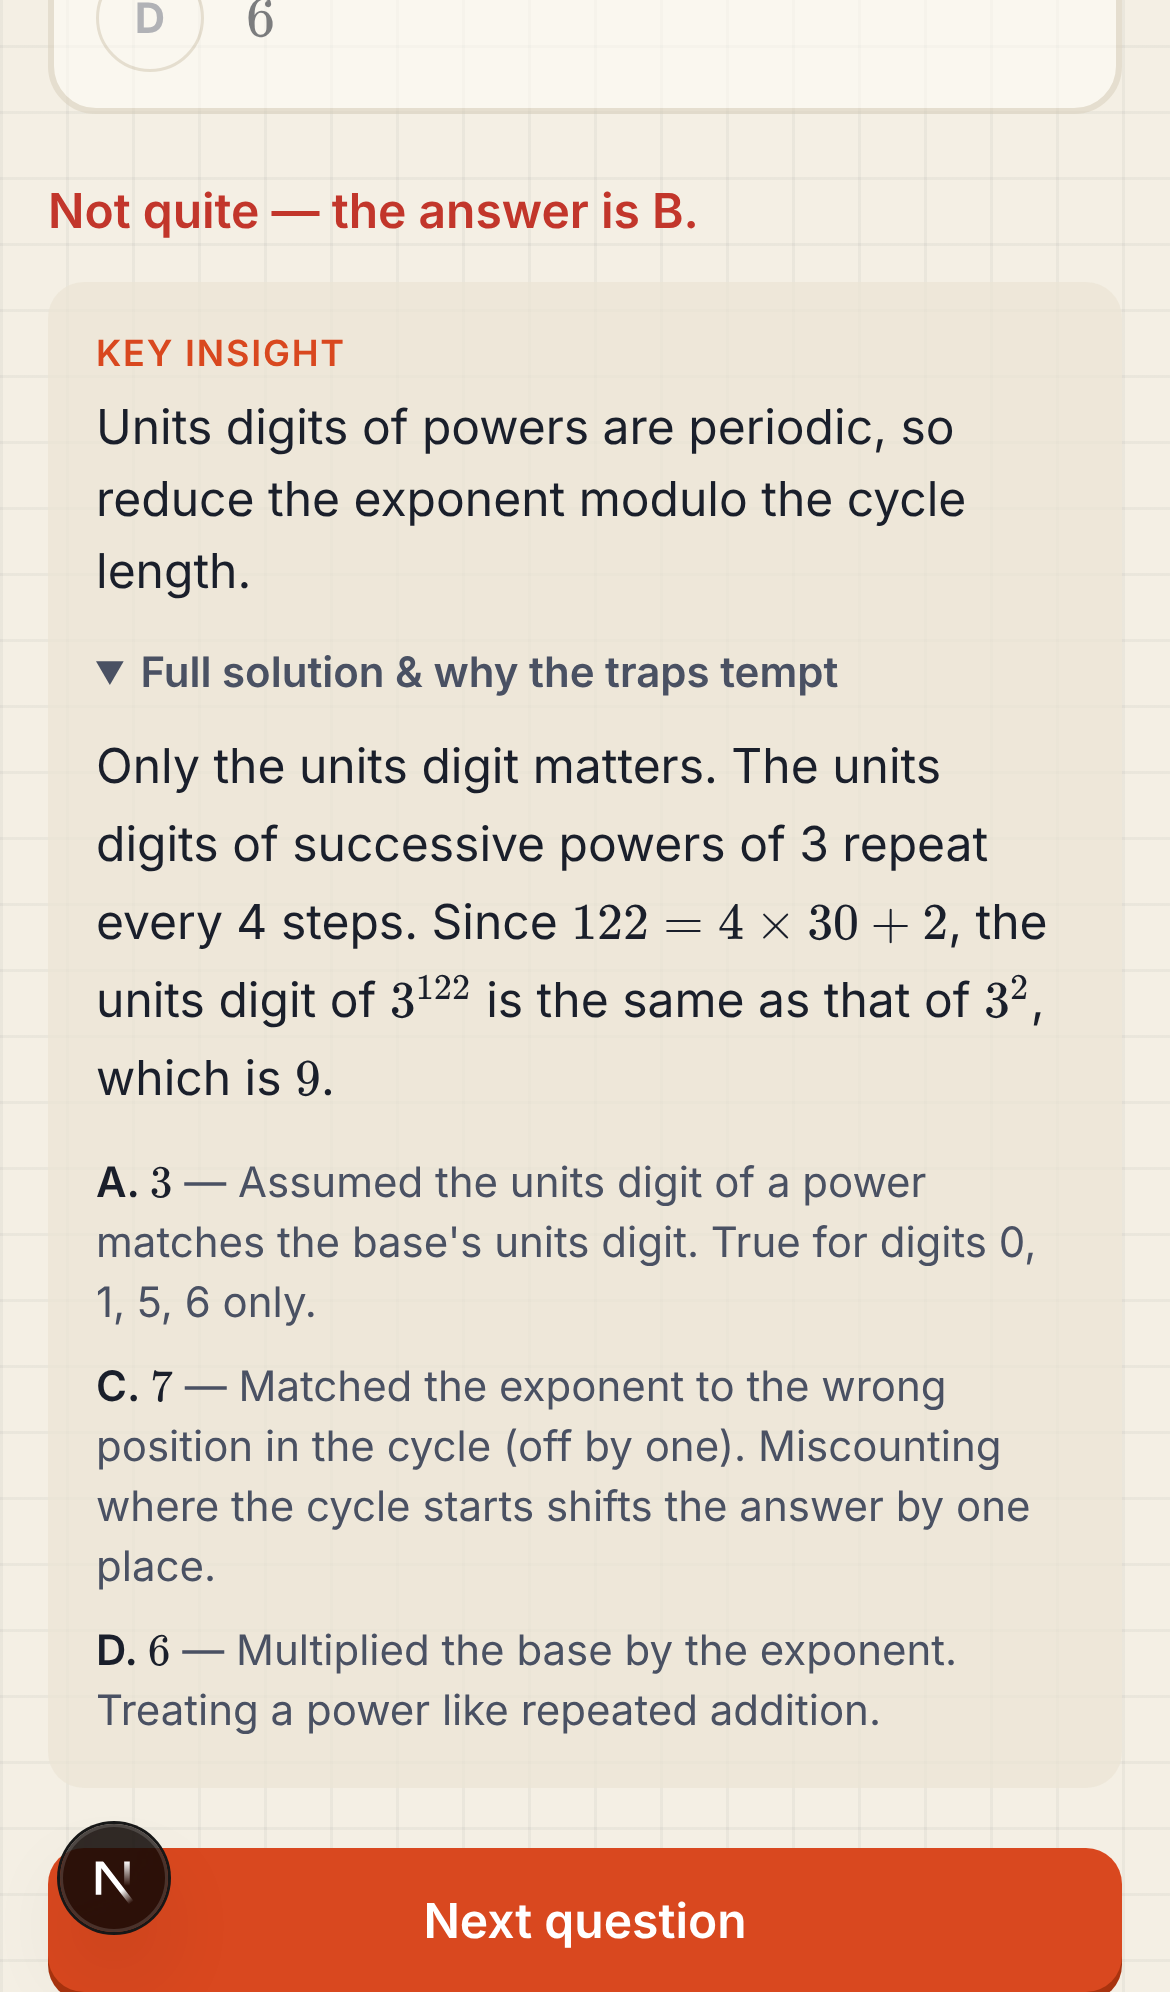 D 6
Not quite — the answer is B.
KEY INSIGHT
Units digits of powers are periodic, so
reduce the exponent modulo the cycle
length.
▼ Full solution & why the traps tempt
Only the units digit matters. The units
digits of successive powers of 3 repeat
every 4 steps. Since 122 = 4 × 30 + 2, the
units digit of 3¹²² is the same as that of 3²,
which is 9.
A. 3 — Assumed the units digit of a power
matches the base's units digit. True for digits 0,
1, 5, 6 only.
C. 7 — Matched the exponent to the wrong
position in the cycle (off by one). Miscounting
where the cycle starts shifts the answer by one
place.
D. 6 — Multiplied the base by the exponent.
Treating a power like repeated addition.
N
Next question